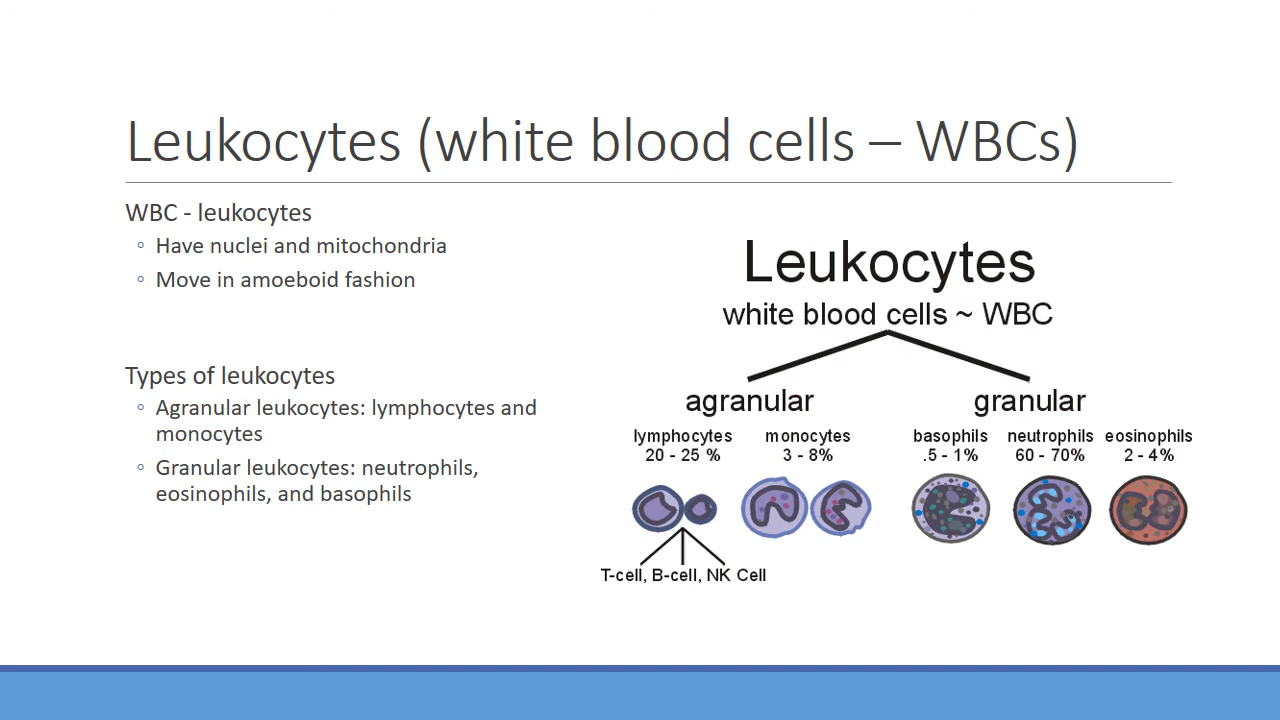 Leukocytes (white blood cells – WBCs)
WBC - leukocytes
◦ Have nuclei and mitochondria
◦ Move in amoeboid fashion
Types of leukocytes
◦ Agranular leukocytes: lymphocytes and
monocytes
◦ Granular leukocytes: neutrophils,
eosinophils, and basophils
Leukocytes
white blood cells ~ WBC
agranular granular
lymphocytes monocytes basophils neutrophils eosinophils
20 - 25 % 3 - 8% .5 - 1% 60 - 70% 2 - 4%
T-cell, B-cell, NK Cell